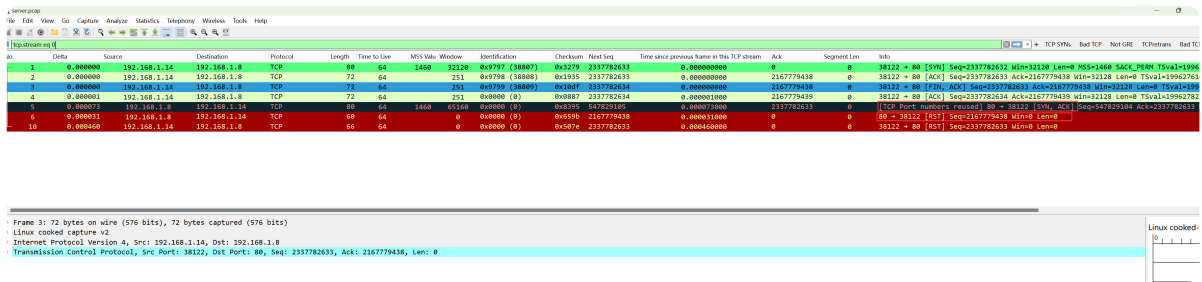 server.pcap
File Edit View Go Capture Analyze Statistics Telephony Wireless Tools Help
tcp.stream eq 0 + TCP SYNs Bad TCP Not GRE TCPretrans Bad TC
No. Delta Source Destination Protocol Length Time to Live MSS Valu Window Identification Checksum Next Seq Time since previous frame in this TCP stream Ack Segment Len Info
1 0.000000 192.168.1.14 192.168.1.8 TCP 80 64 1460 32120 0x9797 (38807) 0x3279 2337782633 0.000000000 0 0 38122 → 80 [SYN] Seq=2337782632 Win=32120 Len=0 MSS=1460 SACK_PERM TSval=19962
2 0.000000 192.168.1.14 192.168.1.8 TCP 72 64 251 0x9798 (38808) 0x1935 2337782633 0.000000000 2167779438 0 38122 → 80 [ACK] Seq=2337782633 Ack=2167779438 Win=32128 Len=0 TSval=19962782
3 0.000000 192.168.1.14 192.168.1.8 TCP 72 64 251 0x9799 (38809) 0x10df 2337782634 0.000000000 2167779438 0 38122 → 80 [FIN, ACK] Seq=2337782633 Ack=2167779438 Win=32128 Len=0 TSval=1996
4 0.000001 192.168.1.14 192.168.1.8 TCP 72 64 251 0x0000 (0) 0x0887 2337782634 0.000001000 2167779439 0 38122 → 80 [ACK] Seq=2337782634 Ack=2167779439 Win=32128 Len=0 TSval=19962782
5 0.000073 192.168.1.8 192.168.1.14 TCP 80 64 1460 65160 0x0000 (0) 0x8395 547829105 0.000073000 2337782633 0 [TCP Port numbers reused] 80 → 38122 [SYN, ACK] Seq=547829104 Ack=2337782633
6 0.000031 192.168.1.8 192.168.1.14 TCP 60 64 0 0x0000 (0) 0x659b 2167779438 0.000031000 0 80 → 38122 [RST] Seq=2167779438 Win=0 Len=0
10 0.000460 192.168.1.14 192.168.1.8 TCP 66 64 0 0x0000 (0) 0x507e 2337782633 0.000460000 0 38122 → 80 [RST] Seq=2337782633 Win=0 Len=0
Frame 3: 72 bytes on wire (576 bits), 72 bytes captured (576 bits)
Linux cooked capture v2
Internet Protocol Version 4, Src: 192.168.1.14, Dst: 192.168.1.8
Transmission Control Protocol, Src Port: 38122, Dst Port: 80, Seq: 2337782633, Ack: 2167779438, Len: 0
Linux cooked-
0